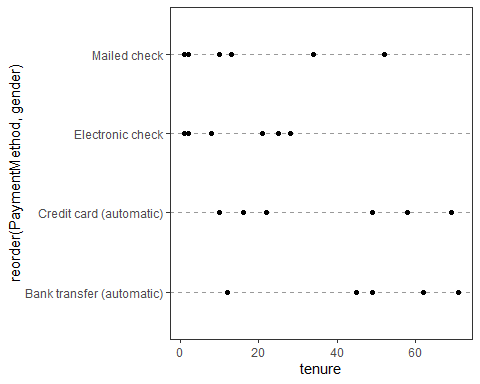 reorder(PaymentMethod, gender)
Mailed check
Electronic check
Credit card (automatic)
Bank transfer (automatic)
0 20 40 60
tenure